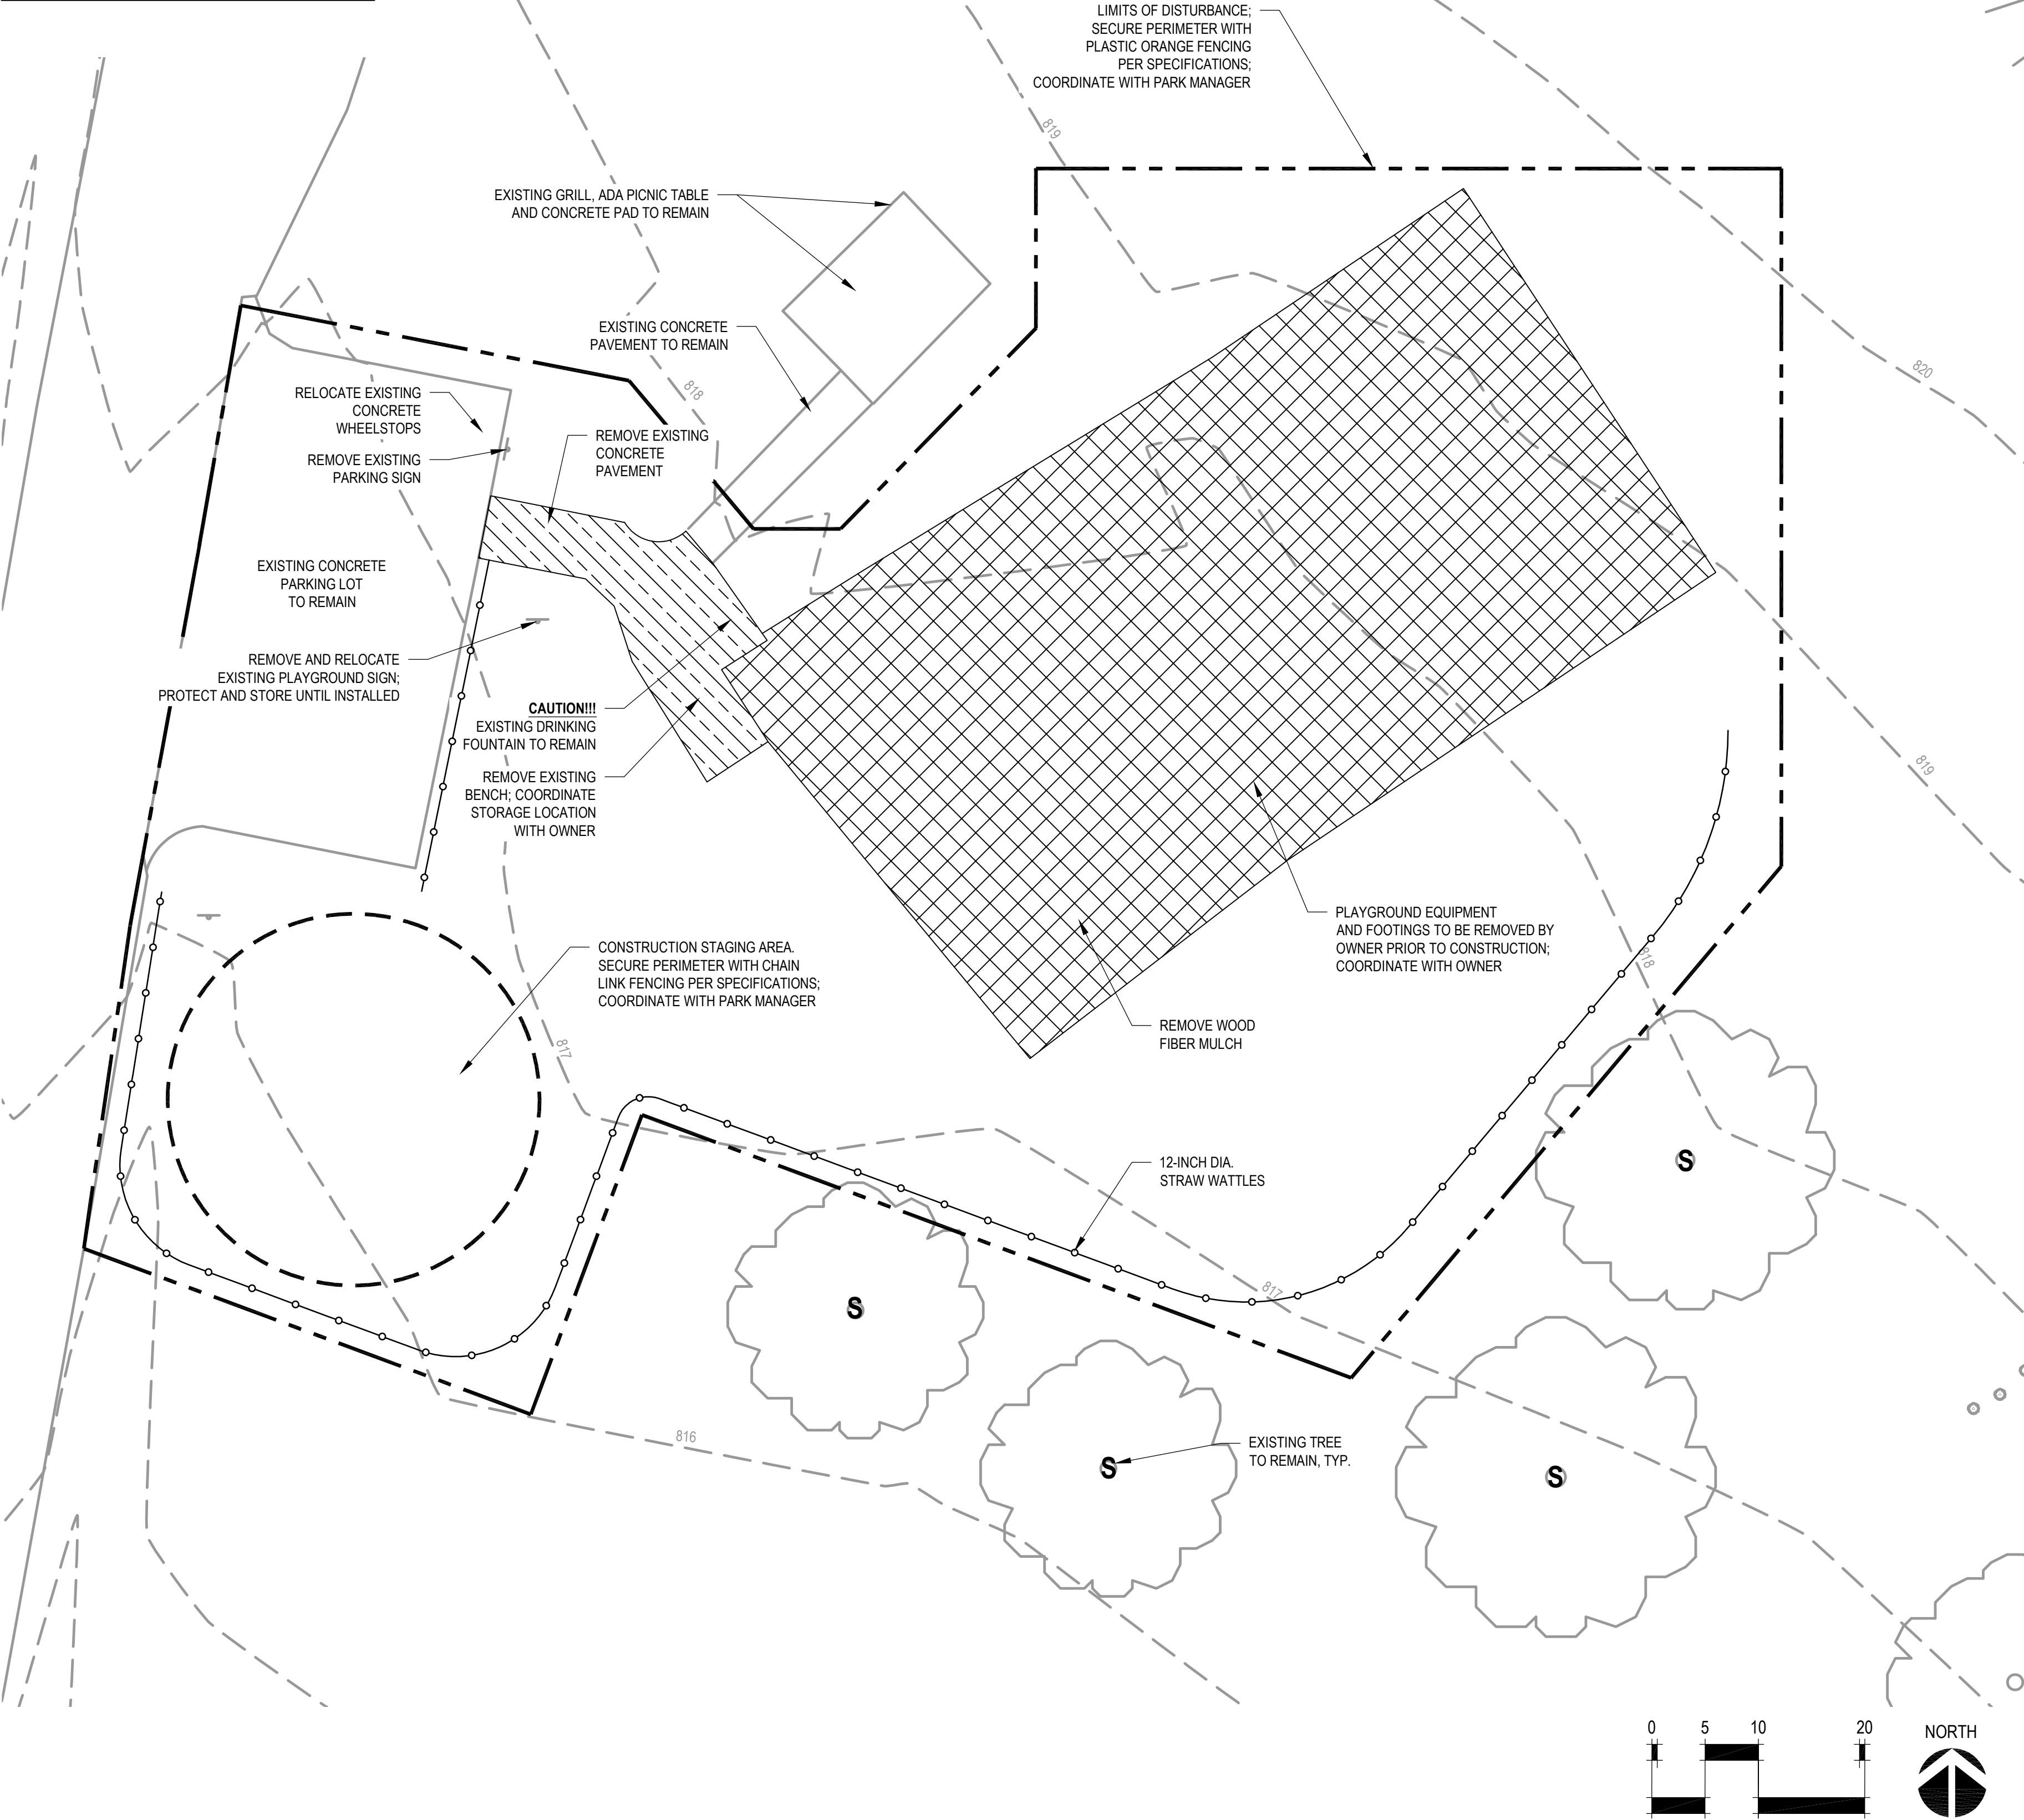 LIMITS OF DISTURBANCE;
SECURE PERIMETER WITH
PLASTIC ORANGE FENCING
PER SPECIFICATIONS;
COORDINATE WITH PARK MANAGER
819
EXISTING GRILL, ADA PICNIC TABLE
AND CONCRETE PAD TO REMAIN
EXISTING CONCRETE
PAVEMENT TO REMAIN
820
818
RELOCATE EXISTING
CONCRETE
WHEELSTOPS
REMOVE EXISTING
CONCRETE
PAVEMENT
REMOVE EXISTING
PARKING SIGN
EXISTING CONCRETE
PARKING LOT
TO REMAIN
REMOVE AND RELOCATE
EXISTING PLAYGROUND SIGN;
PROTECT AND STORE UNTIL INSTALLED
CAUTION!!!
EXISTING DRINKING
FOUNTAIN TO REMAIN
819
REMOVE EXISTING
BENCH; COORDINATE
STORAGE LOCATION
WITH OWNER
PLAYGROUND EQUIPMENT
AND FOOTINGS TO BE REMOVED BY
OWNER PRIOR TO CONSTRUCTION;
COORDINATE WITH OWNER
818
CONSTRUCTION STAGING AREA.
SECURE PERIMETER WITH CHAIN
LINK FENCING PER SPECIFICATIONS;
COORDINATE WITH PARK MANAGER
REMOVE WOOD
FIBER MULCH
817
12-INCH DIA.
STRAW WATTLES
S
817
S
816
EXISTING TREE
TO REMAIN, TYP.
S
S
0 5 10 20
NORTH